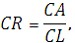 CR = CA/CL,